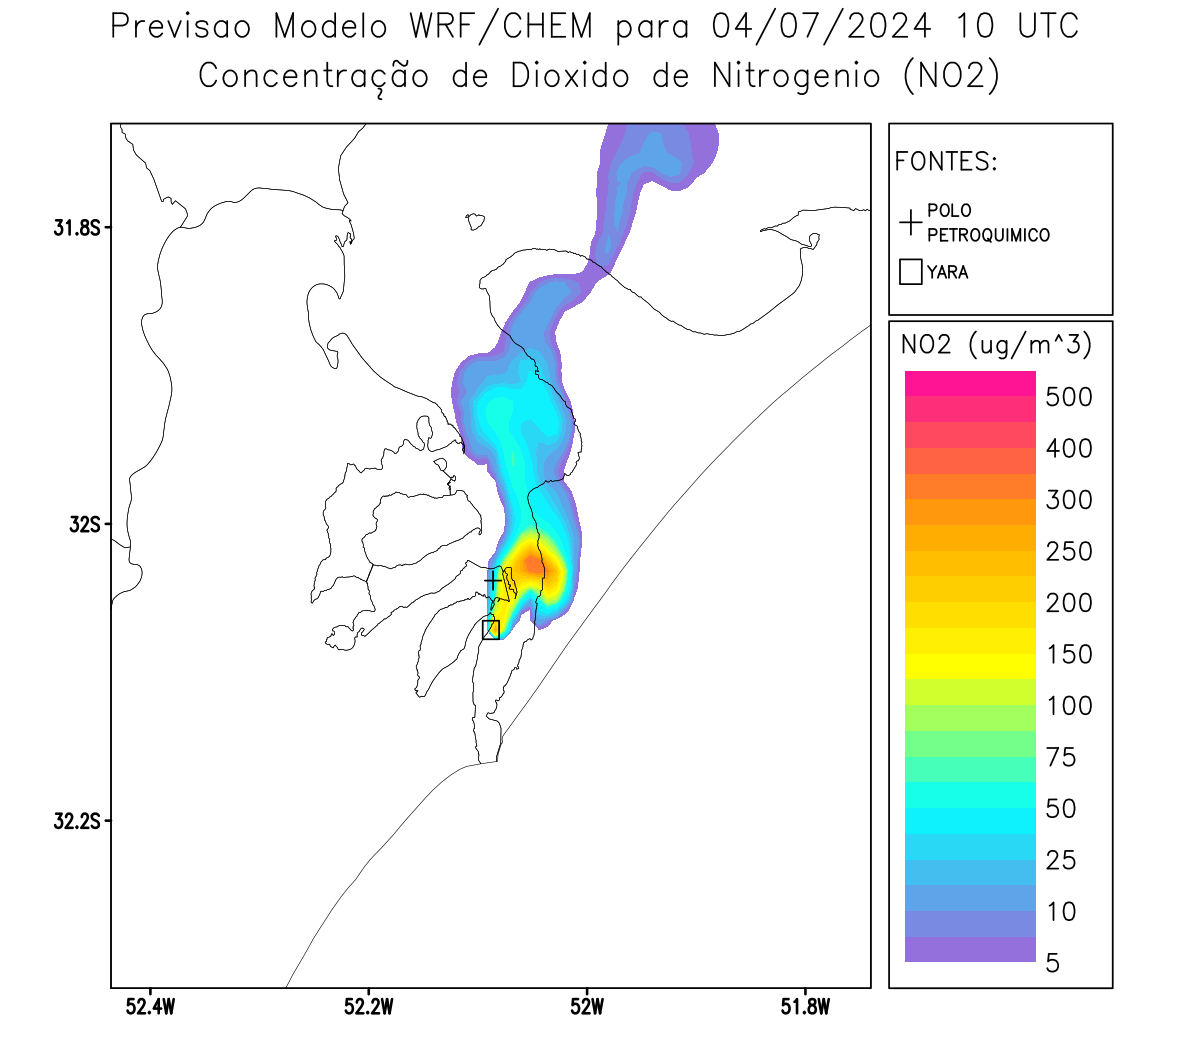 Previsao Modelo WRF/CHEM para 04/07/2024 10 UTC
Concentração de Dioxido de Nitrogenio (NO2)
FONTES:
POLO
PETROQUIMICO
YARA
NO2 (ug/m^3)
500
400
300
250
200
150
100
75
50
25
10
5
31.8S
32S
32.2S
52.4W
52.2W
52W
51.8W